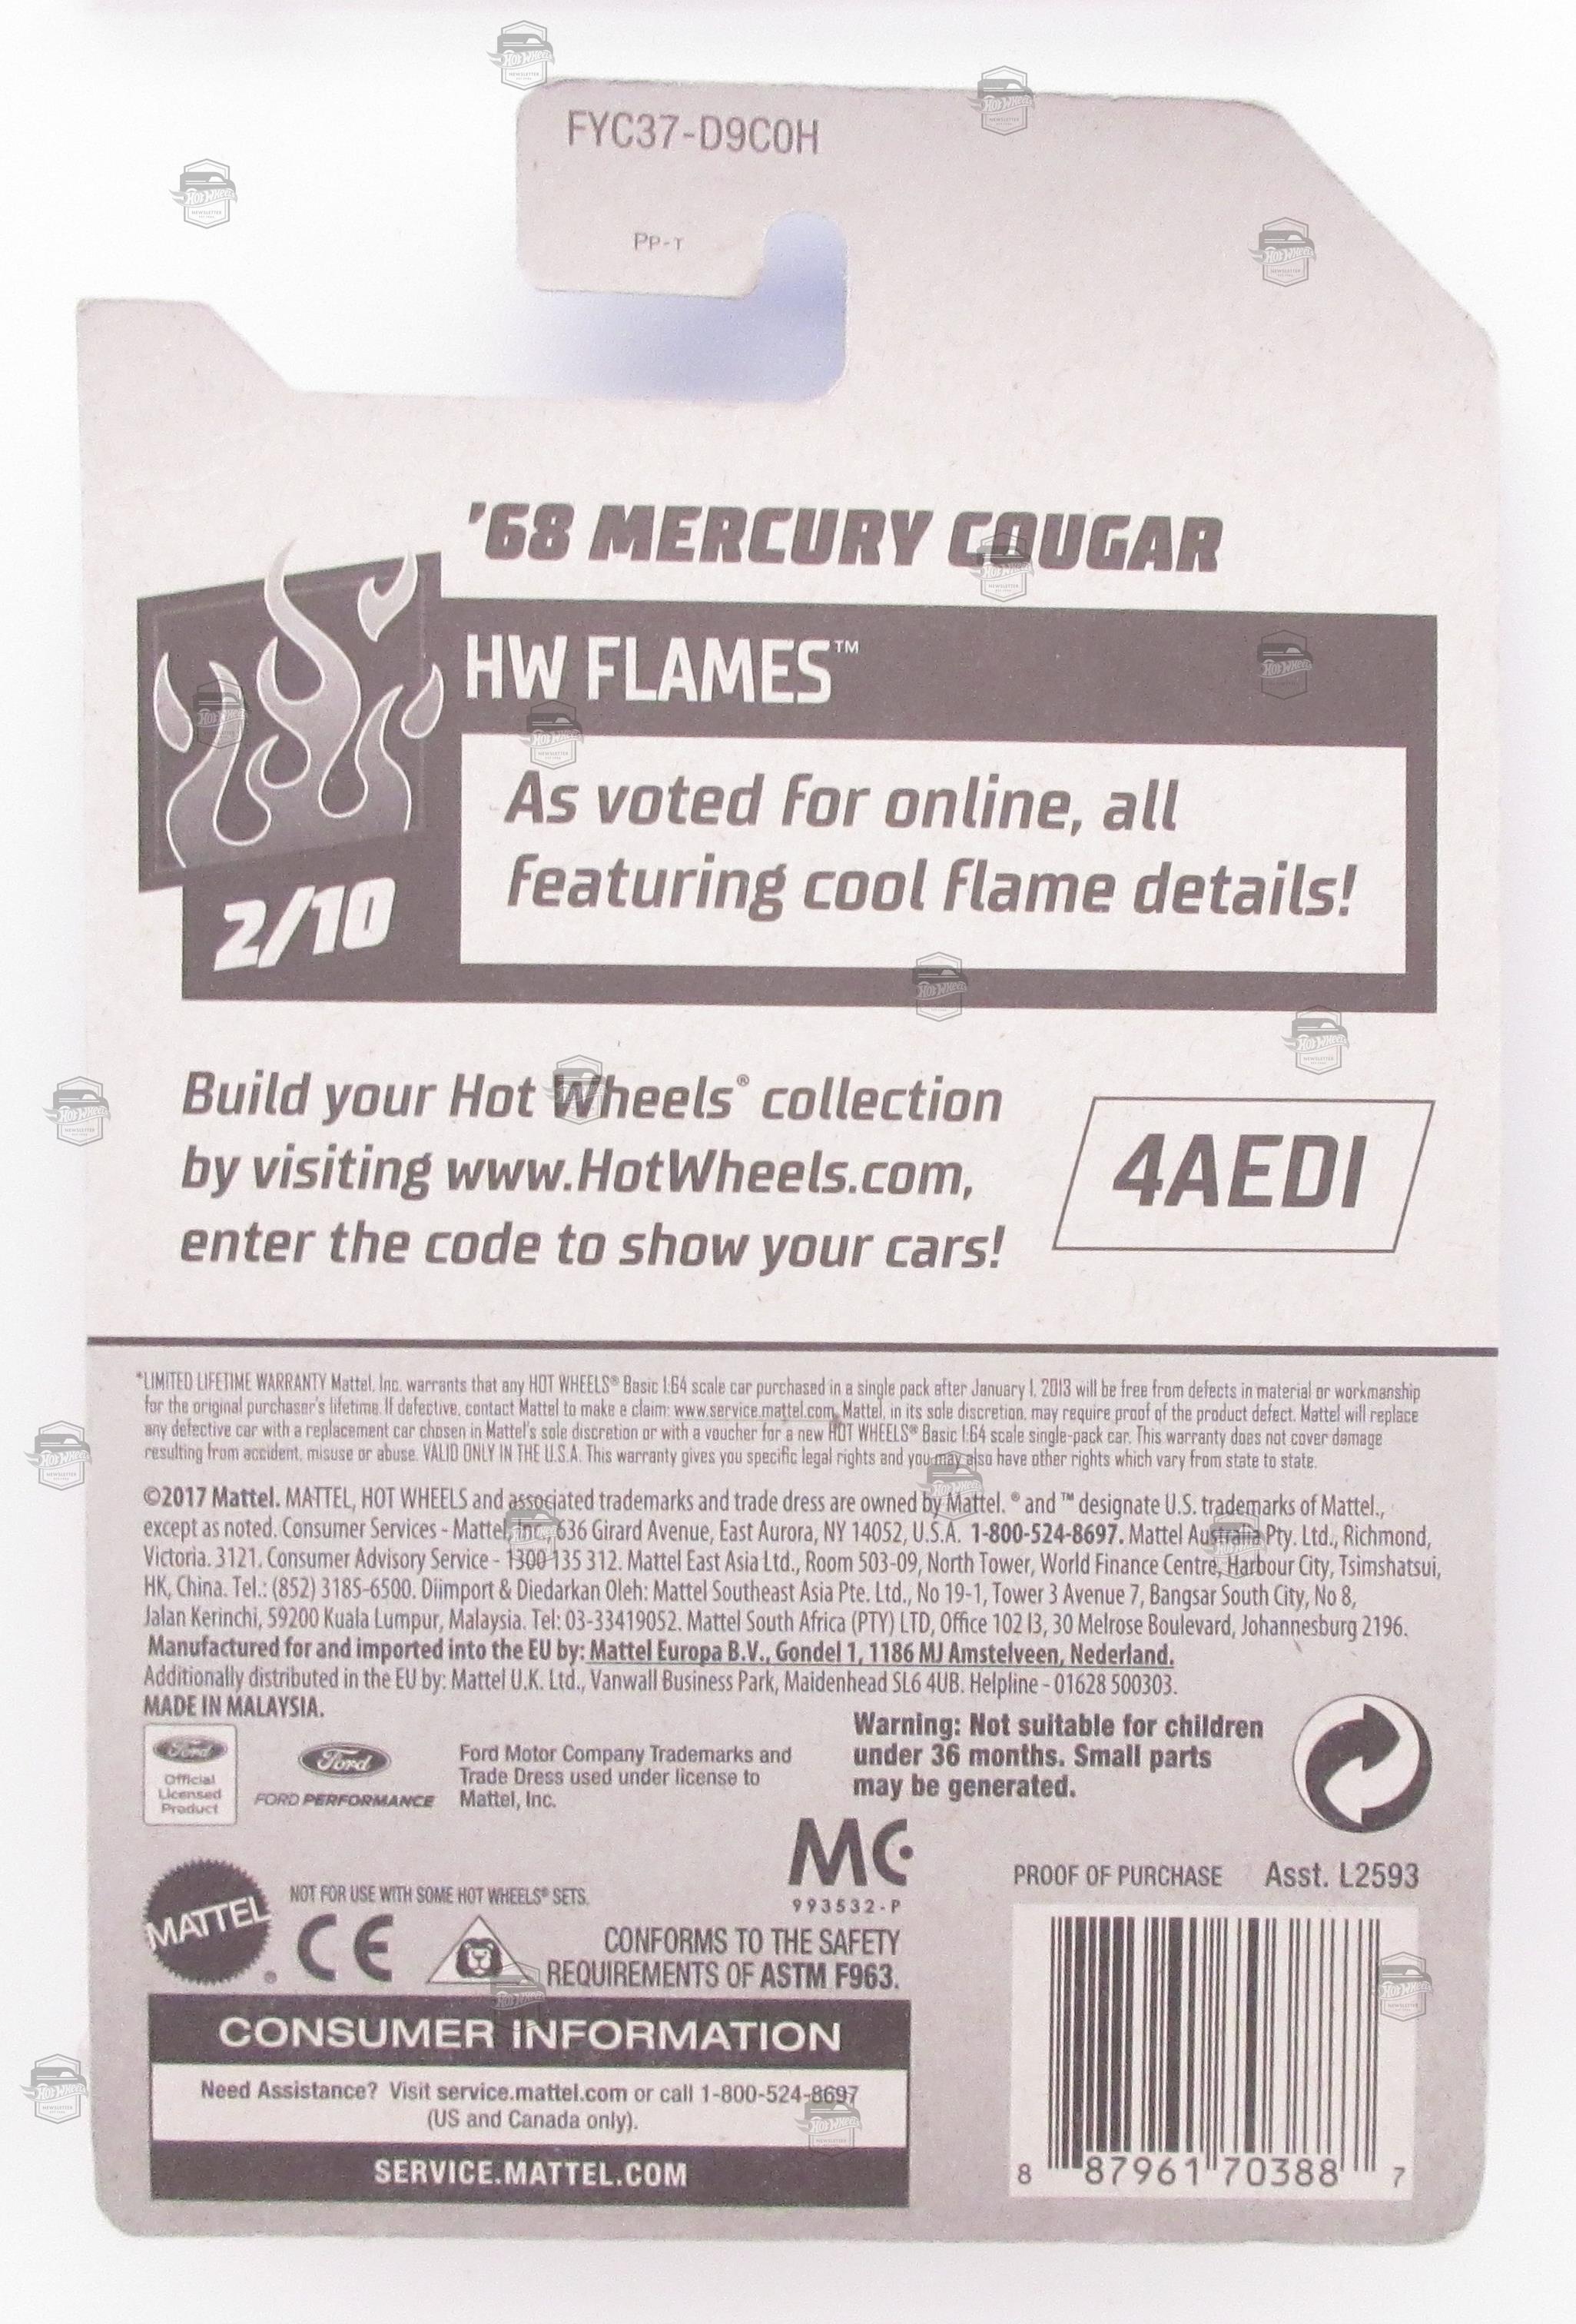 FYC37-D9C0H
PP-T
'68 MERCURY COUGAR
HW FLAMES™
As voted for online, all
featuring cool flame details!
2/10
Build your Hot Wheels® collection
by visiting www.HotWheels.com,
enter the code to show your cars!
4AEDI
*LIMITED LIFETIME WARRANTY Mattel, Inc. warrants that any HOT WHEELS® Basic 1:64 scale car purchased in a single pack after January 1, 2013 will be free from defects in material or workmanship
for the original purchaser's lifetime. If defective, contact Mattel to make a claim: www.service.mattel.com. Mattel, in its sole discretion, may require proof of the product defect. Mattel will replace
any defective car with a replacement car chosen in Mattel's sole discretion or with a voucher for a new HOT WHEELS® Basic 1:64 scale single-pack car. This warranty does not cover damage
resulting from accident, misuse or abuse. VALID ONLY IN THE U.S.A. This warranty gives you specific legal rights and you may also have other rights which vary from state to state.
©2017 Mattel. MATTEL, HOT WHEELS and associated trademarks and trade dress are owned by Mattel. ® and ™ designate U.S. trademarks of Mattel.,
except as noted. Consumer Services - Mattel, Inc., 636 Girard Avenue, East Aurora, NY 14052, U.S.A. 1-800-524-8697. Mattel Australia Pty. Ltd., Richmond,
Victoria. 3121. Consumer Advisory Service - 1300 135 312. Mattel East Asia Ltd., Room 503-09, North Tower, World Finance Centre, Harbour City, Tsimshatsui,
HK, China. Tel.: (852) 3185-6500. Diimport & Diedarkan Oleh: Mattel Southeast Asia Pte. Ltd., No 19-1, Tower 3 Avenue 7, Bangsar South City, No 8,
Jalan Kerinchi, 59200 Kuala Lumpur, Malaysia. Tel: 03-33419052. Mattel South Africa (PTY) LTD, Office 102 I3, 30 Melrose Boulevard, Johannesburg 2196.
Manufactured for and imported into the EU by: Mattel Europa B.V., Gondel 1, 1186 MJ Amstelveen, Nederland.
Additionally distributed in the EU by: Mattel U.K. Ltd., Vanwall Business Park, Maidenhead SL6 4UB. Helpline - 01628 500303.
MADE IN MALAYSIA.
Ford
Official
Licensed
Product
Ford
FORD PERFORMANCE
Ford Motor Company Trademarks and
Trade Dress used under license to
Mattel, Inc.
Warning: Not suitable for children
under 36 months. Small parts
may be generated.
MC
993532-P
PROOF OF PURCHASE Asst. L2593
MATTEL®
NOT FOR USE WITH SOME HOT WHEELS® SETS.
CE
CONFORMS TO THE SAFETY
REQUIREMENTS OF ASTM F963.
CONSUMER INFORMATION
Need Assistance? Visit service.mattel.com or call 1-800-524-8697
(US and Canada only).
SERVICE.MATTEL.COM
8 87961 70388 7